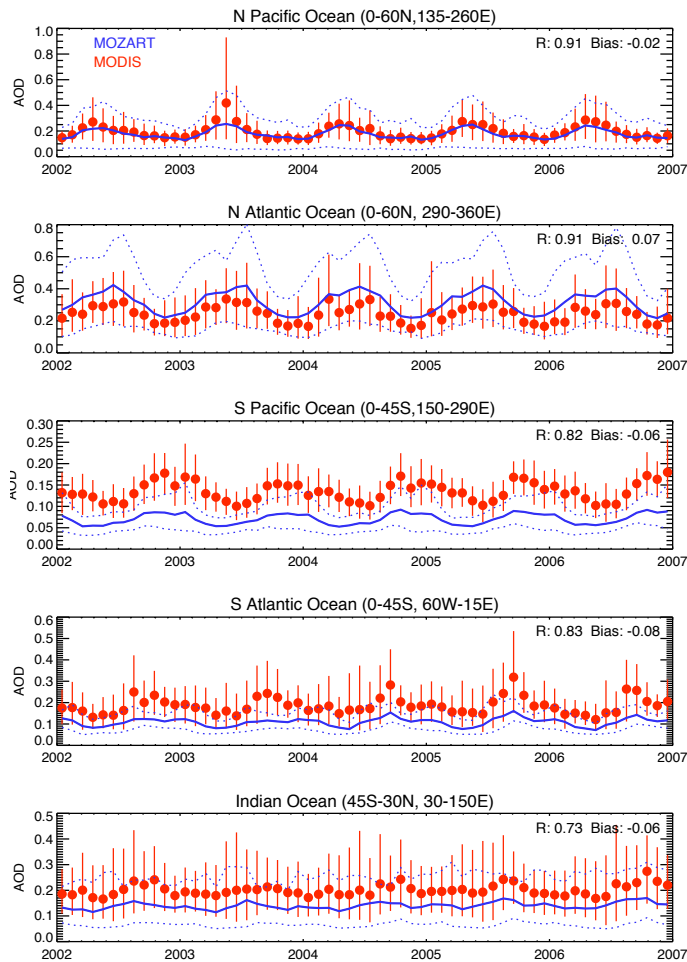 N Pacific Ocean (0-60N,135-260E)
MOZART
MODIS
R: 0.91 Bias: -0.02
AOD
1.0
0.8
0.6
0.4
0.2
0.0
2002 2003 2004 2005 2006 2007
N Atlantic Ocean (0-60N, 290-360E)
R: 0.91 Bias: 0.07
AOD
0.8
0.6
0.4
0.2
0.0
2002 2003 2004 2005 2006 2007
S Pacific Ocean (0-45S,150-290E)
R: 0.82 Bias: -0.06
AOD
0.30
0.25
0.20
0.15
0.10
0.05
0.00
2002 2003 2004 2005 2006 2007
S Atlantic Ocean (0-45S, 60W-15E)
R: 0.83 Bias: -0.08
AOD
0.6
0.5
0.4
0.3
0.2
0.1
0.0
2002 2003 2004 2005 2006 2007
Indian Ocean (45S-30N, 30-150E)
R: 0.73 Bias: -0.06
AOD
0.5
0.4
0.3
0.2
0.1
0.0
2002 2003 2004 2005 2006 2007